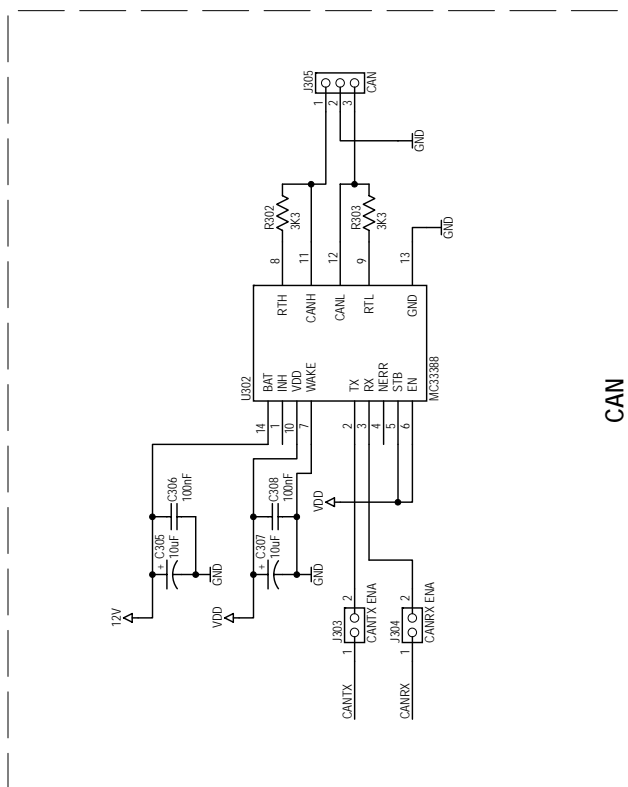 12V
+ C305
10uF
C306
100nF
GND
VDD
+ C307
10uF
C308
100nF
GND
VDD
CANTX
1
J303
2
CANTX ENA
CANRX
1
J304
2
CANRX ENA
U302
14 BAT
1 INH
10 VDD
7 WAKE
2 TX
3 RX
4 NERR
5 STB
6 EN
RTH 8
CANH 11
CANL 12
RTL 9
GND 13
MC33388
R302
3K3
R303
3K3
GND
J305
1
2
3
CAN
GND
CAN